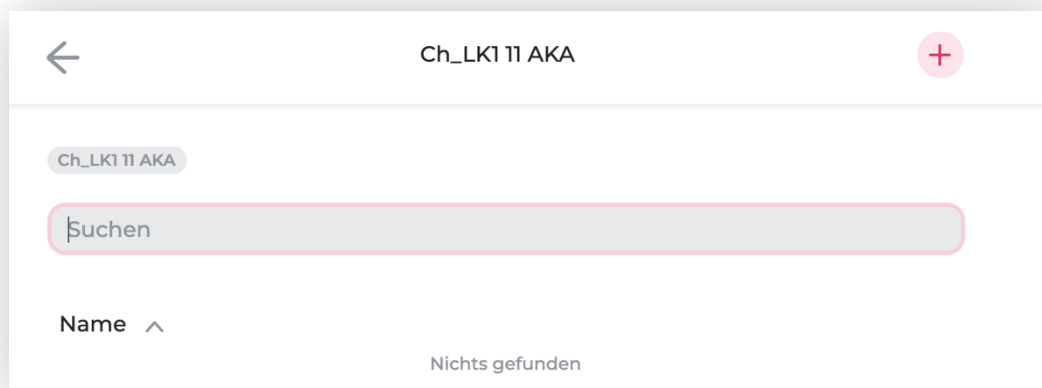 Ch_LK1 11 AKA
Ch_LK1 11 AKA
Suchen
Name
Nichts gefunden